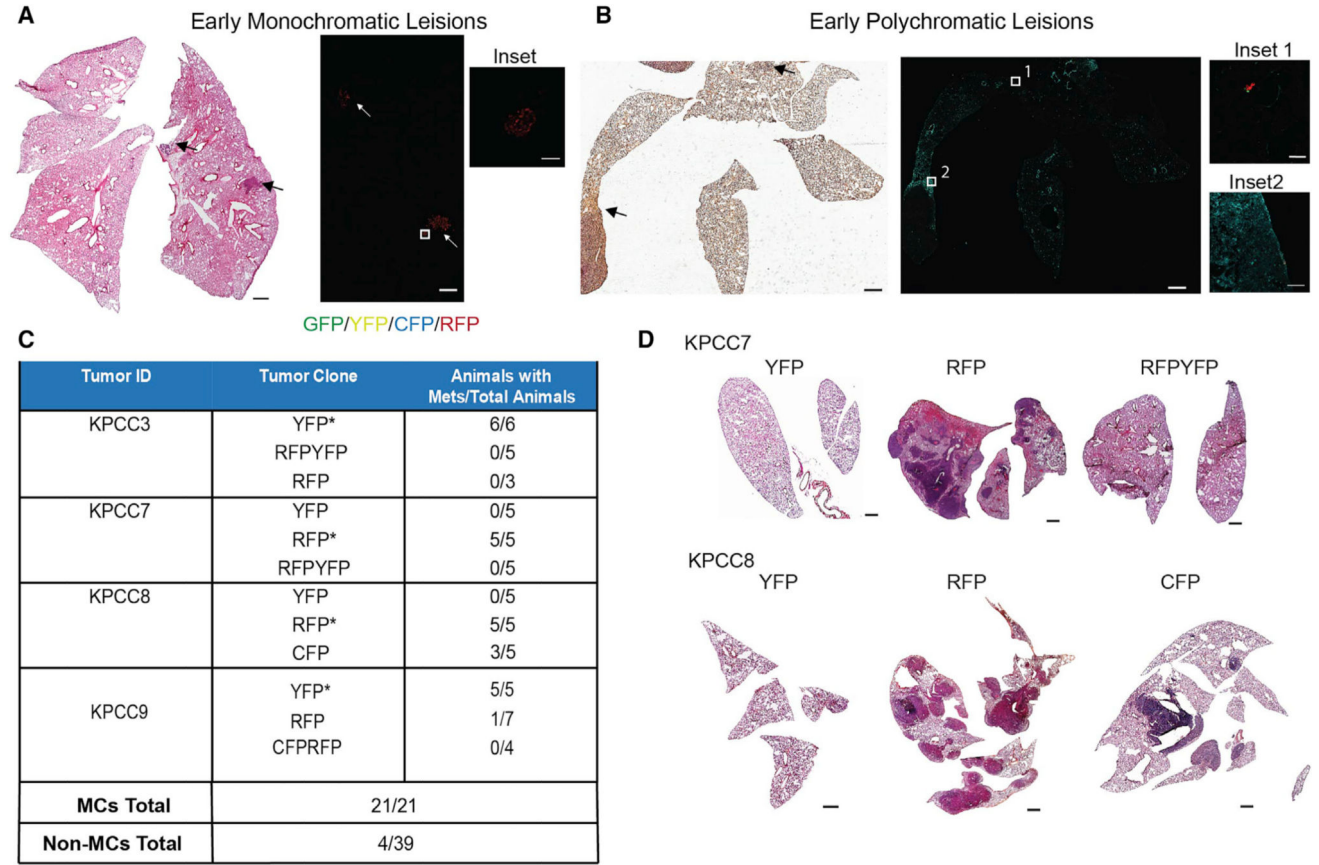 A
Early Monochromatic Leisions
Inset
GFP/YFP/CFP/RFP
B
Early Polychromatic Leisions
1
2
Inset 1
Inset2
C
Tumor ID Tumor Clone Animals with
Mets/Total Animals
KPCC3 YFP* 6/6
RFPYFP 0/5
RFP 0/3
KPCC7 YFP 0/5
RFP* 5/5
RFPYFP 0/5
KPCC8 YFP 0/5
RFP* 5/5
CFP 3/5
YFP* 5/5
KPCC9 RFP 1/7
CFPRFP 0/4
MCs Total 21/21
Non-MCs Total 4/39
D
KPCC7
YFP RFP RFPYFP
KPCC8
YFP RFP CFP